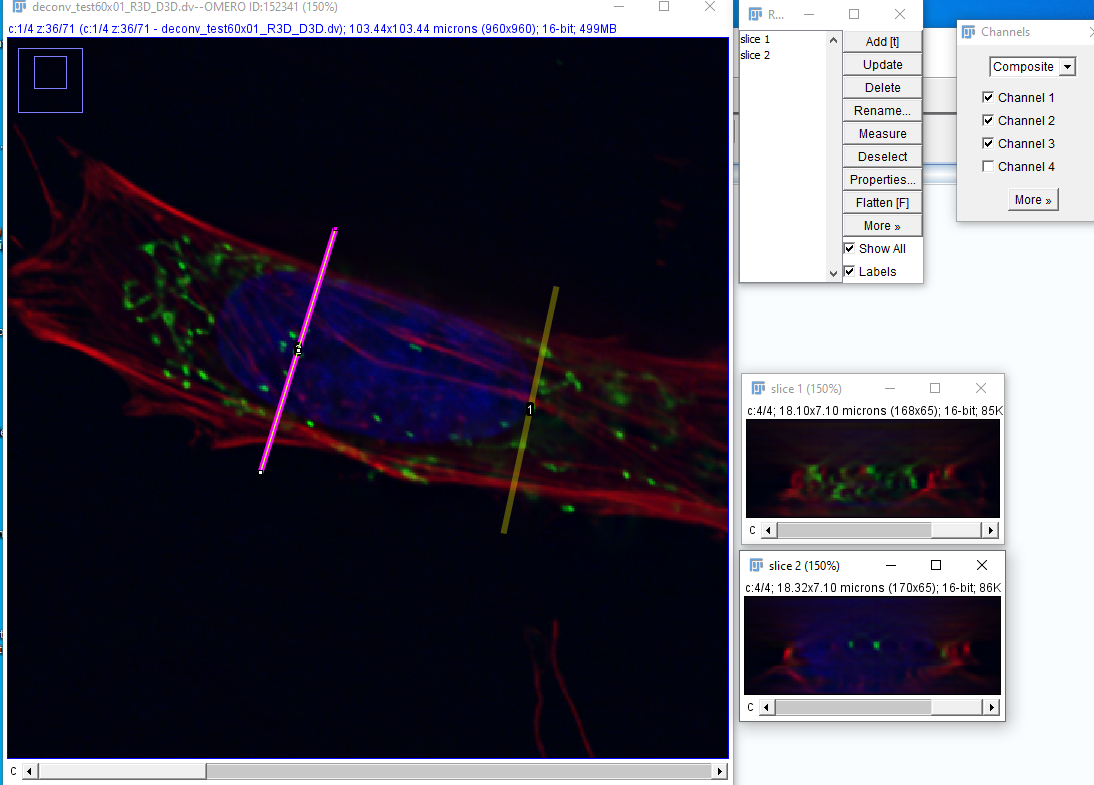 deconv_test60x01_R3D_D3D.dv--OMERO ID:152341 (150%)
c:1/4 z:36/71 (c:1/4 z:36/71 - deconv_test60x01_R3D_D3D.dv); 103.44x103.44 microns (960x960); 16-bit; 499MB
1
C
R...
slice 1
slice 2
Add [t]
Update
Delete
Rename...
Measure
Deselect
Properties...
Flatten [F]
More »
Show All
Labels
Channels
Composite
Channel 1
Channel 2
Channel 3
Channel 4
More »
slice 1 (150%)
c:4/4; 18.10x7.10 microns (168x65); 16-bit; 85K
C
slice 2 (150%)
c:4/4; 18.32x7.10 microns (170x65); 16-bit; 86K
C